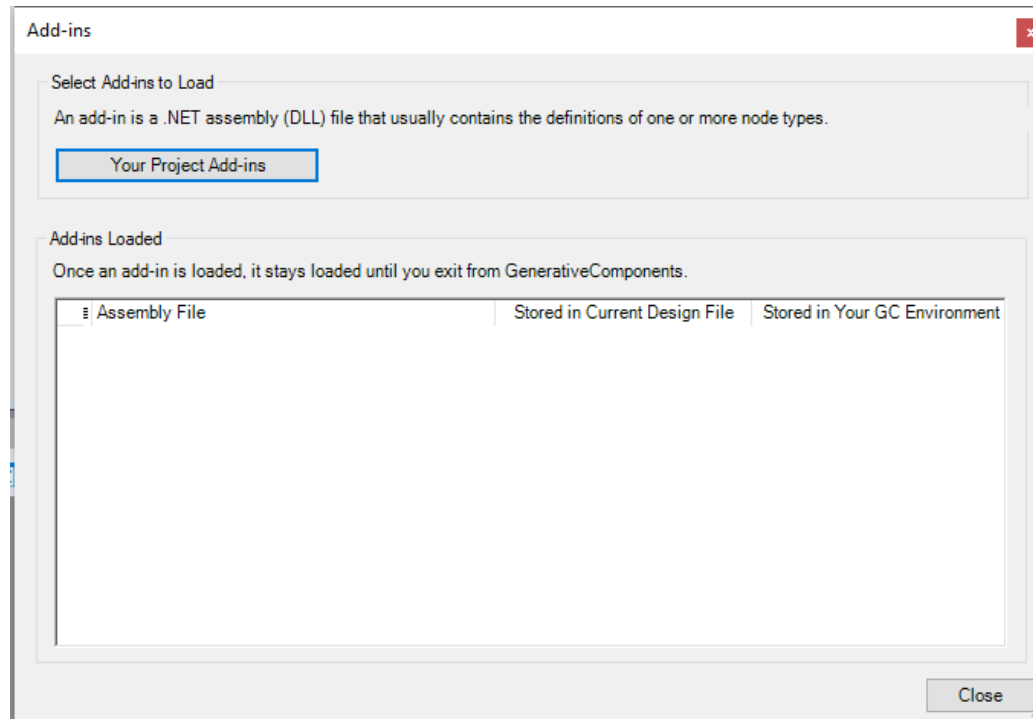 Add-ins
Select Add-ins to Load
An add-in is a .NET assembly (DLL) file that usually contains the definitions of one or more node types.
Your Project Add-ins
Add-ins Loaded
Once an add-in is loaded, it stays loaded until you exit from GenerativeComponents.
Assembly File Stored in Current Design File Stored in Your GC Environment
Close